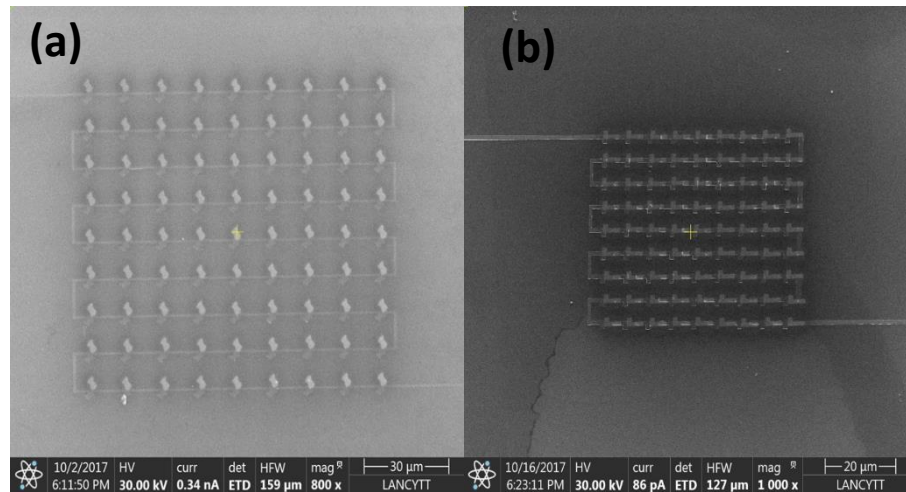 (a)
(b)
10/2/2017 HV curr det HFW mag 30 µm
6:11:50 PM 30.00 kV 0.34 nA ETD 159 µm 800 x LANCYTT
10/16/2017 HV curr det HFW mag 20 µm
6:23:11 PM 30.00 kV 86 pA ETD 127 µm 1 000 x LANCYTT